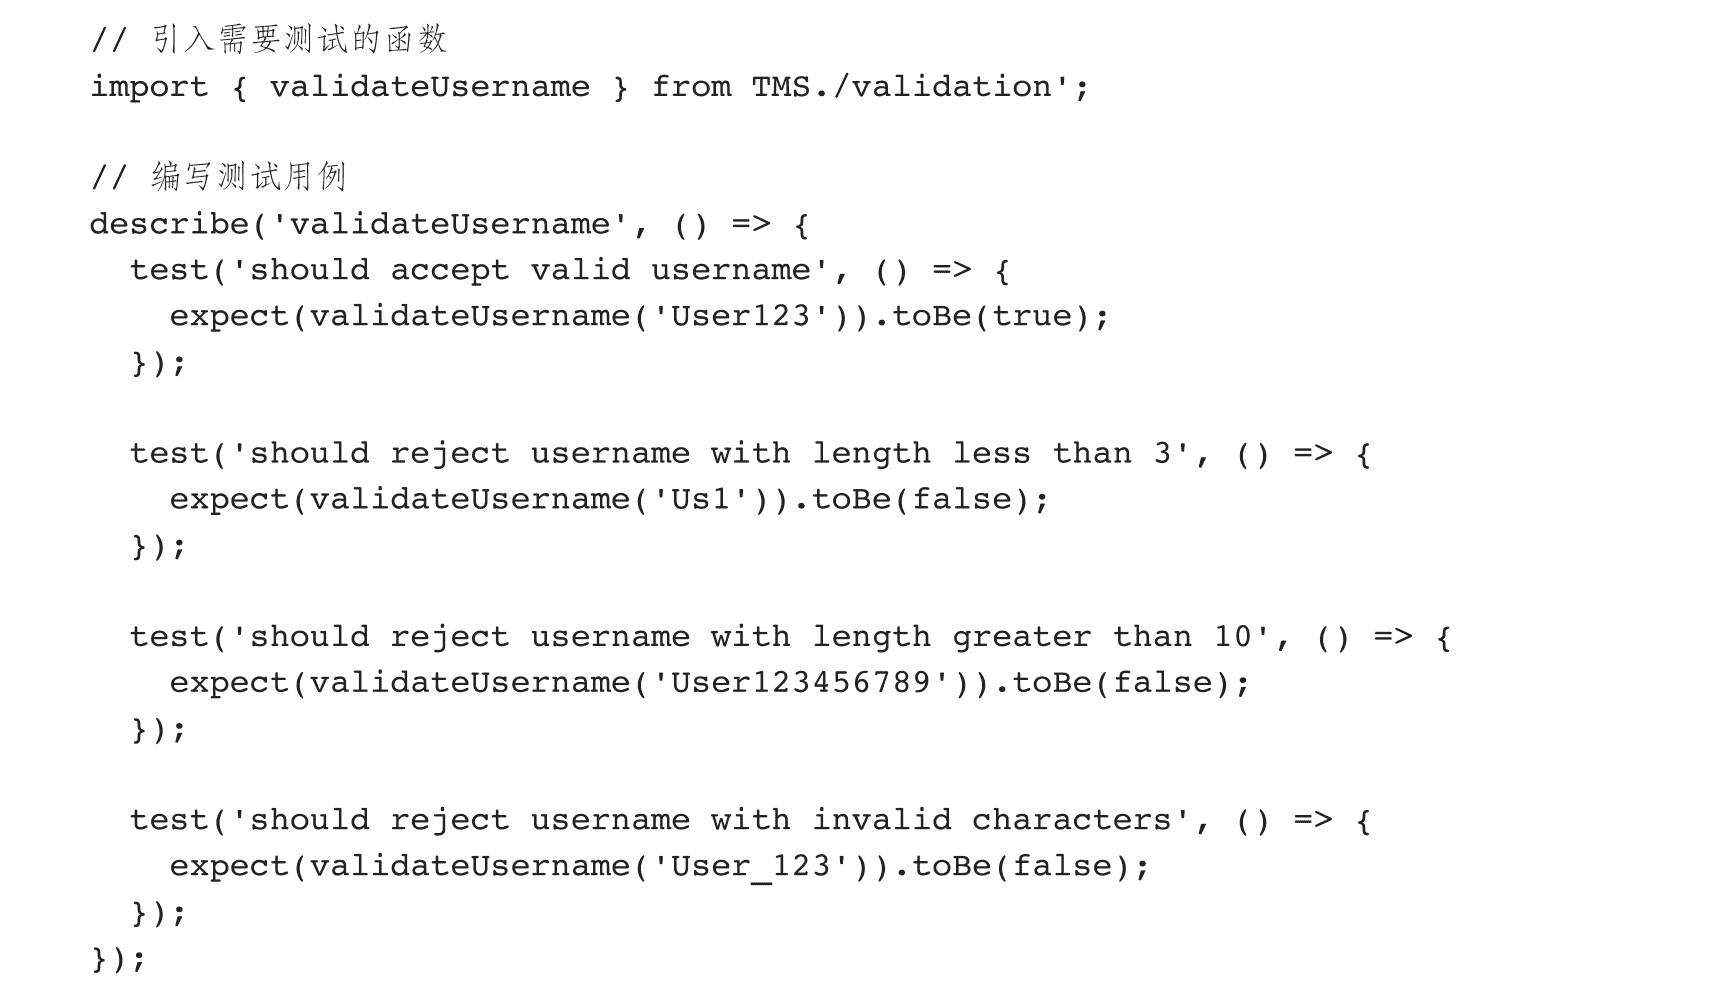 // 引入需要测试的函数
import { validateUsername } from TMS./validation';
// 编写测试用例
describe('validateUsername', () => {
  test('should accept valid username', () => {
    expect(validateUsername('User123')).toBe(true);
  });
  test('should reject username with length less than 3', () => {
    expect(validateUsername('Us1')).toBe(false);
  });
  test('should reject username with length greater than 10', () => {
    expect(validateUsername('User123456789')).toBe(false);
  });
  test('should reject username with invalid characters', () => {
    expect(validateUsername('User_123')).toBe(false);
  });
});